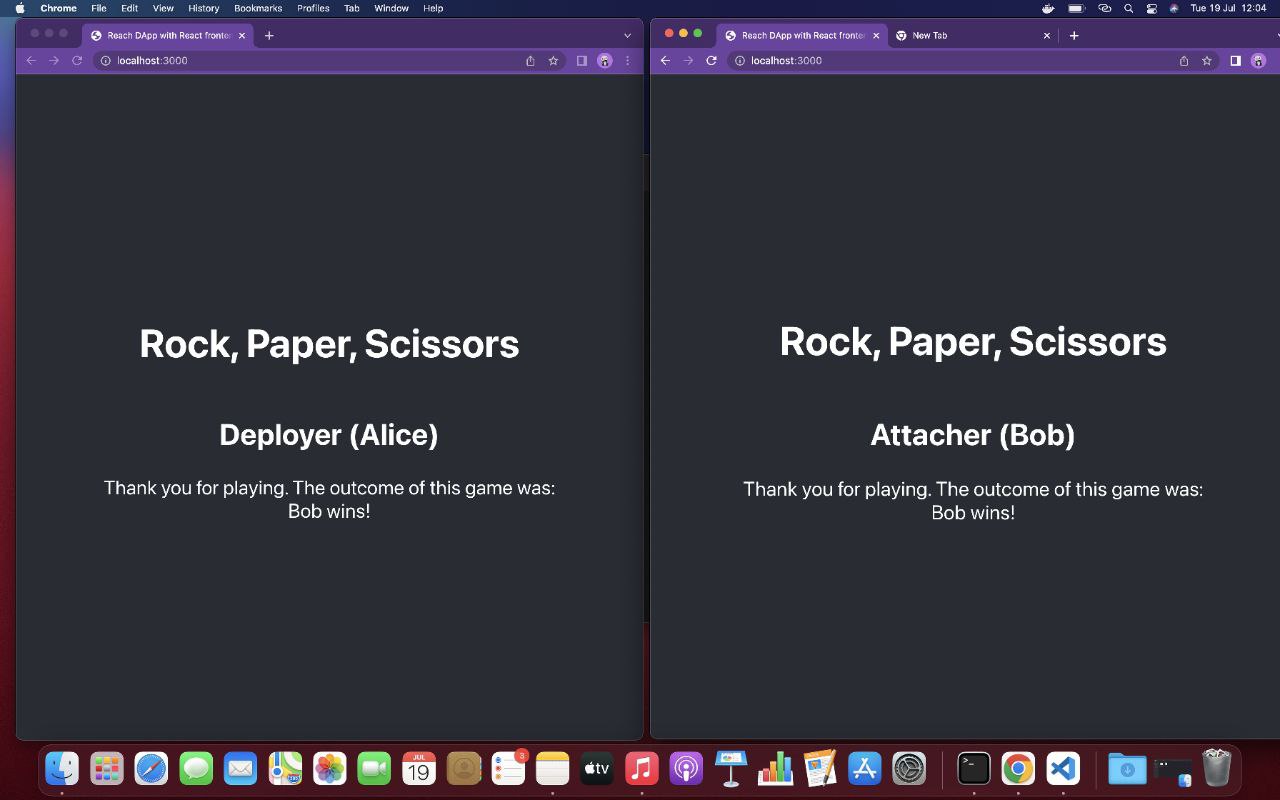 Chrome File Edit View History Bookmarks Profiles Tab Window Help Tue 19 Jul 12:04
Reach DApp with React fronten
localhost:3000
Rock, Paper, Scissors
Deployer (Alice)
Thank you for playing. The outcome of this game was:
Bob wins!
Reach DApp with React fronten
New Tab
localhost:3000
Rock, Paper, Scissors
Attacher (Bob)
Thank you for playing. The outcome of this game was:
Bob wins!
JUL
19
3
tv
>_